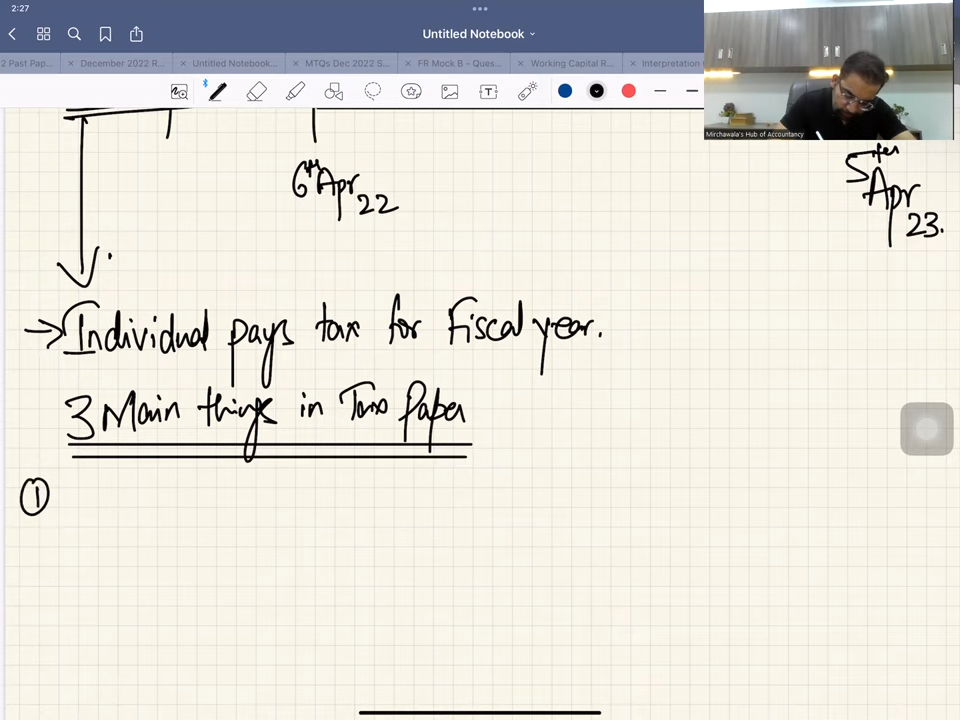 2:27
Untitled Notebook
2 Past Pap...
December 2022 R...
Untitled Notebook...
MTQs Dec 2022 S...
FR Mock B - Ques...
Working Capital R...
Interpretation
Mirchawala's Hub of Accountancy
6th Apr 22
5th Apr 23.
→ Individual pays tax for Fiscal year.
3 Main things in Tax Paper
①